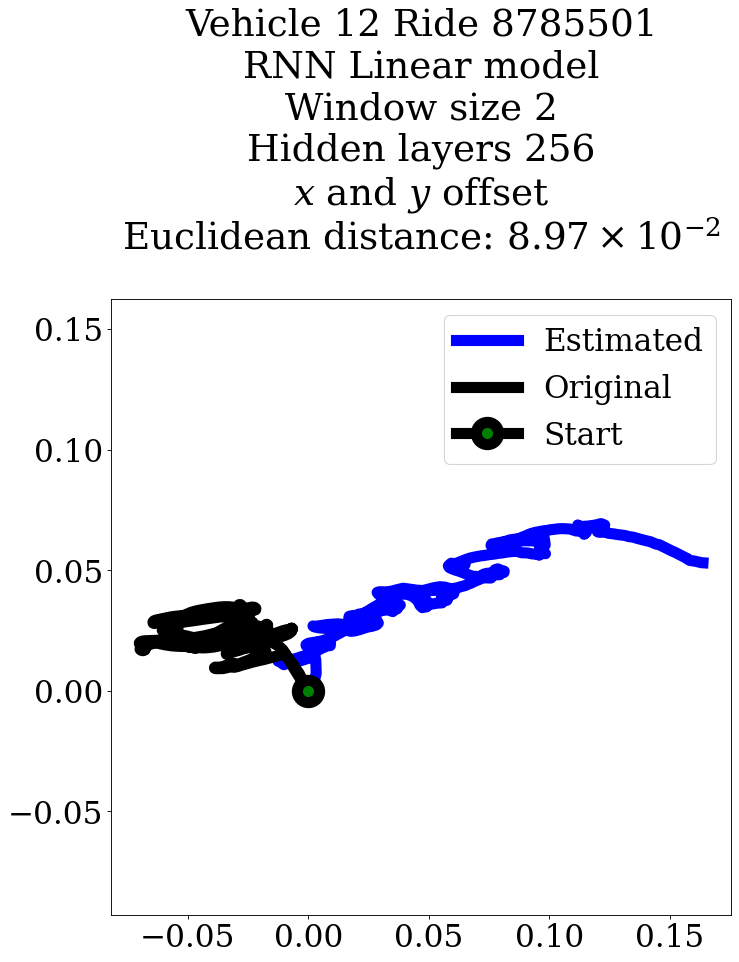 Vehicle 12 Ride 8785501
RNN Linear model
Window size 2
Hidden layers 256
x and y offset
Euclidean distance: 8.97 × 10⁻²
0.15
0.10
0.05
0.00
−0.05
Estimated
Original
Start
−0.05 0.00 0.05 0.10 0.15